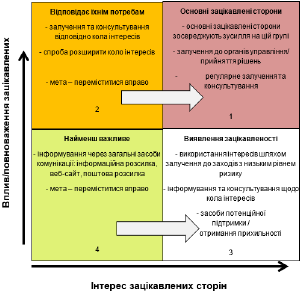 Відповідає їхнім потребам
- залучення та консультування
відповідно кола інтересів
- спроба розширити коло інтересів
- мета – переміститися вправо
2
Основні зацікавлені сторони
- основні зацікавлені сторони
зосереджують зусилля на цій групі
- залучення до органів управління/
прийняття рішень
- регулярне залучення та
консультування
1
Найменш важливе
- інформування через загальні засоби
комунікації: інформаційна розсилка,
веб-сайт, поштова розсилка
- мета – переміститися вправо
4
Виявлення зацікавленості
- використання інтересів шляхом
залучення до заходів з низьким рівнем
ризику
- інформування та консультування щодо
кола інтересів
- засоби потенційної
підтримки /
отримання прихильності
3
Вплив/повноваження зацікавлених
Інтерес зацікавлених сторін